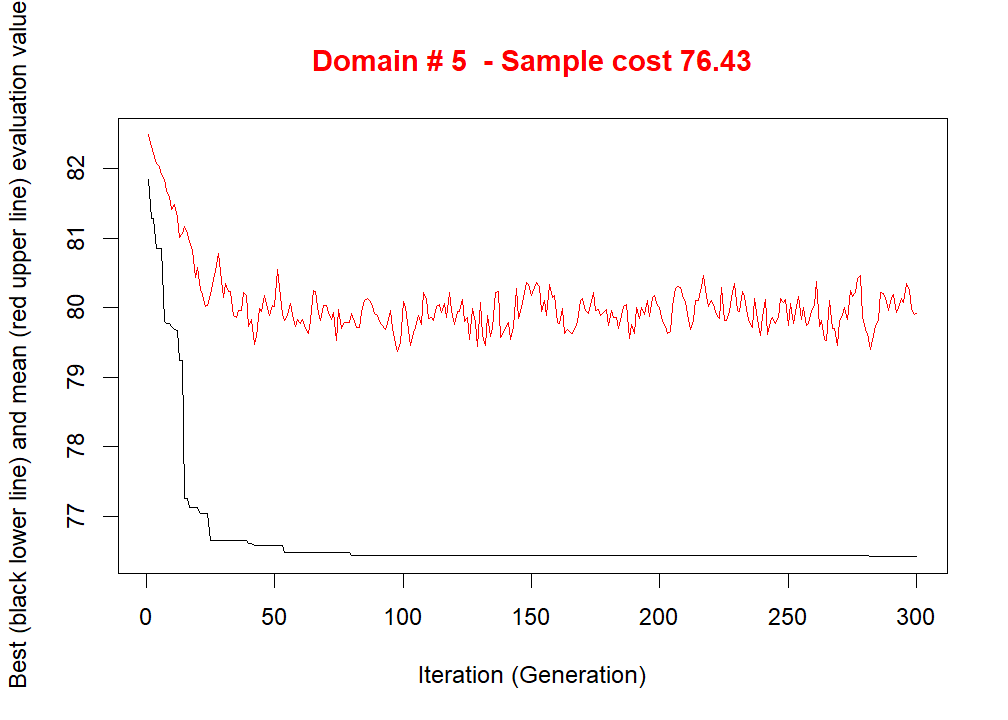 Domain # 5  - Sample cost 76.43
Best (black lower line) and mean (red upper line) evaluation value
82
81
80
79
78
77
0 50 100 150 200 250 300
Iteration (Generation)